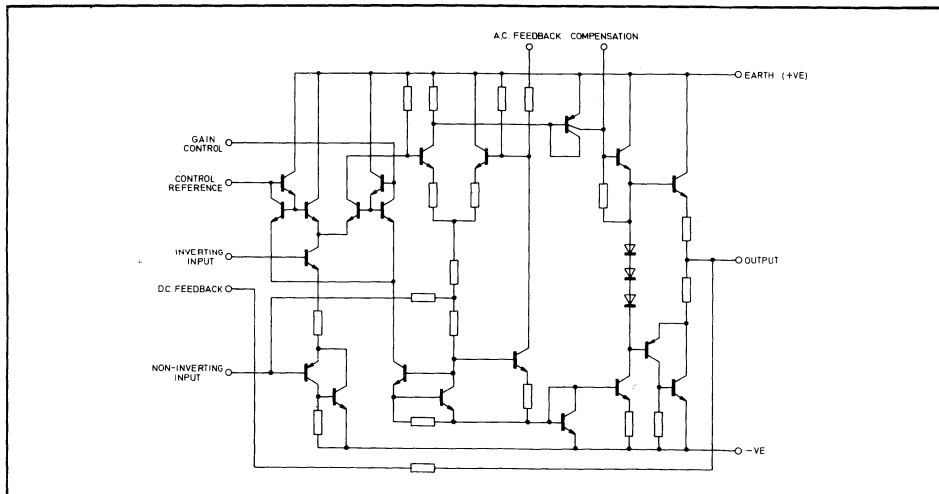 A.C. FEEDBACK COMPENSATION
EARTH (+VE)
GAIN
CONTROL
CONTROL
REFERENCE
INVERTING
INPUT
OUTPUT
D.C. FEEDBACK
NON-INVERTING
INPUT
-VE